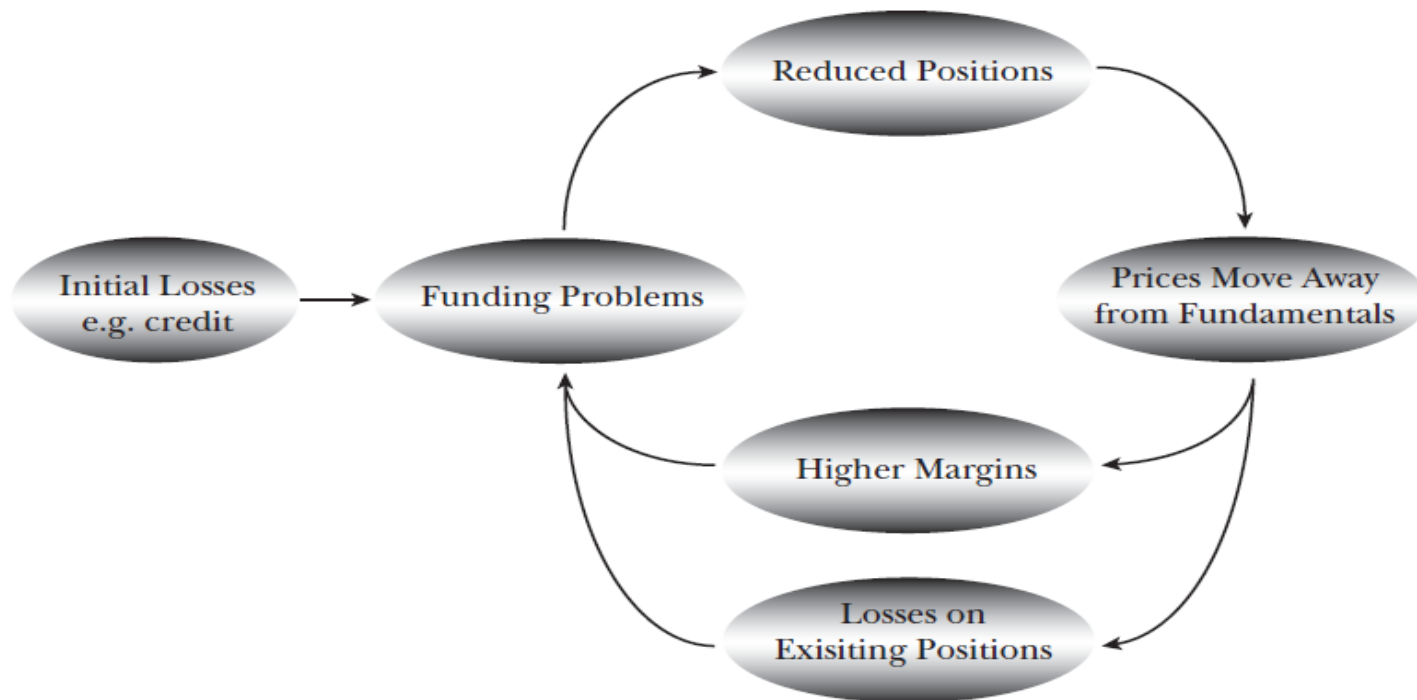 Reduced Positions
Initial Losses
e.g. credit
Funding Problems
Prices Move Away
from Fundamentals
Higher Margins
Losses on
Exisiting Positions